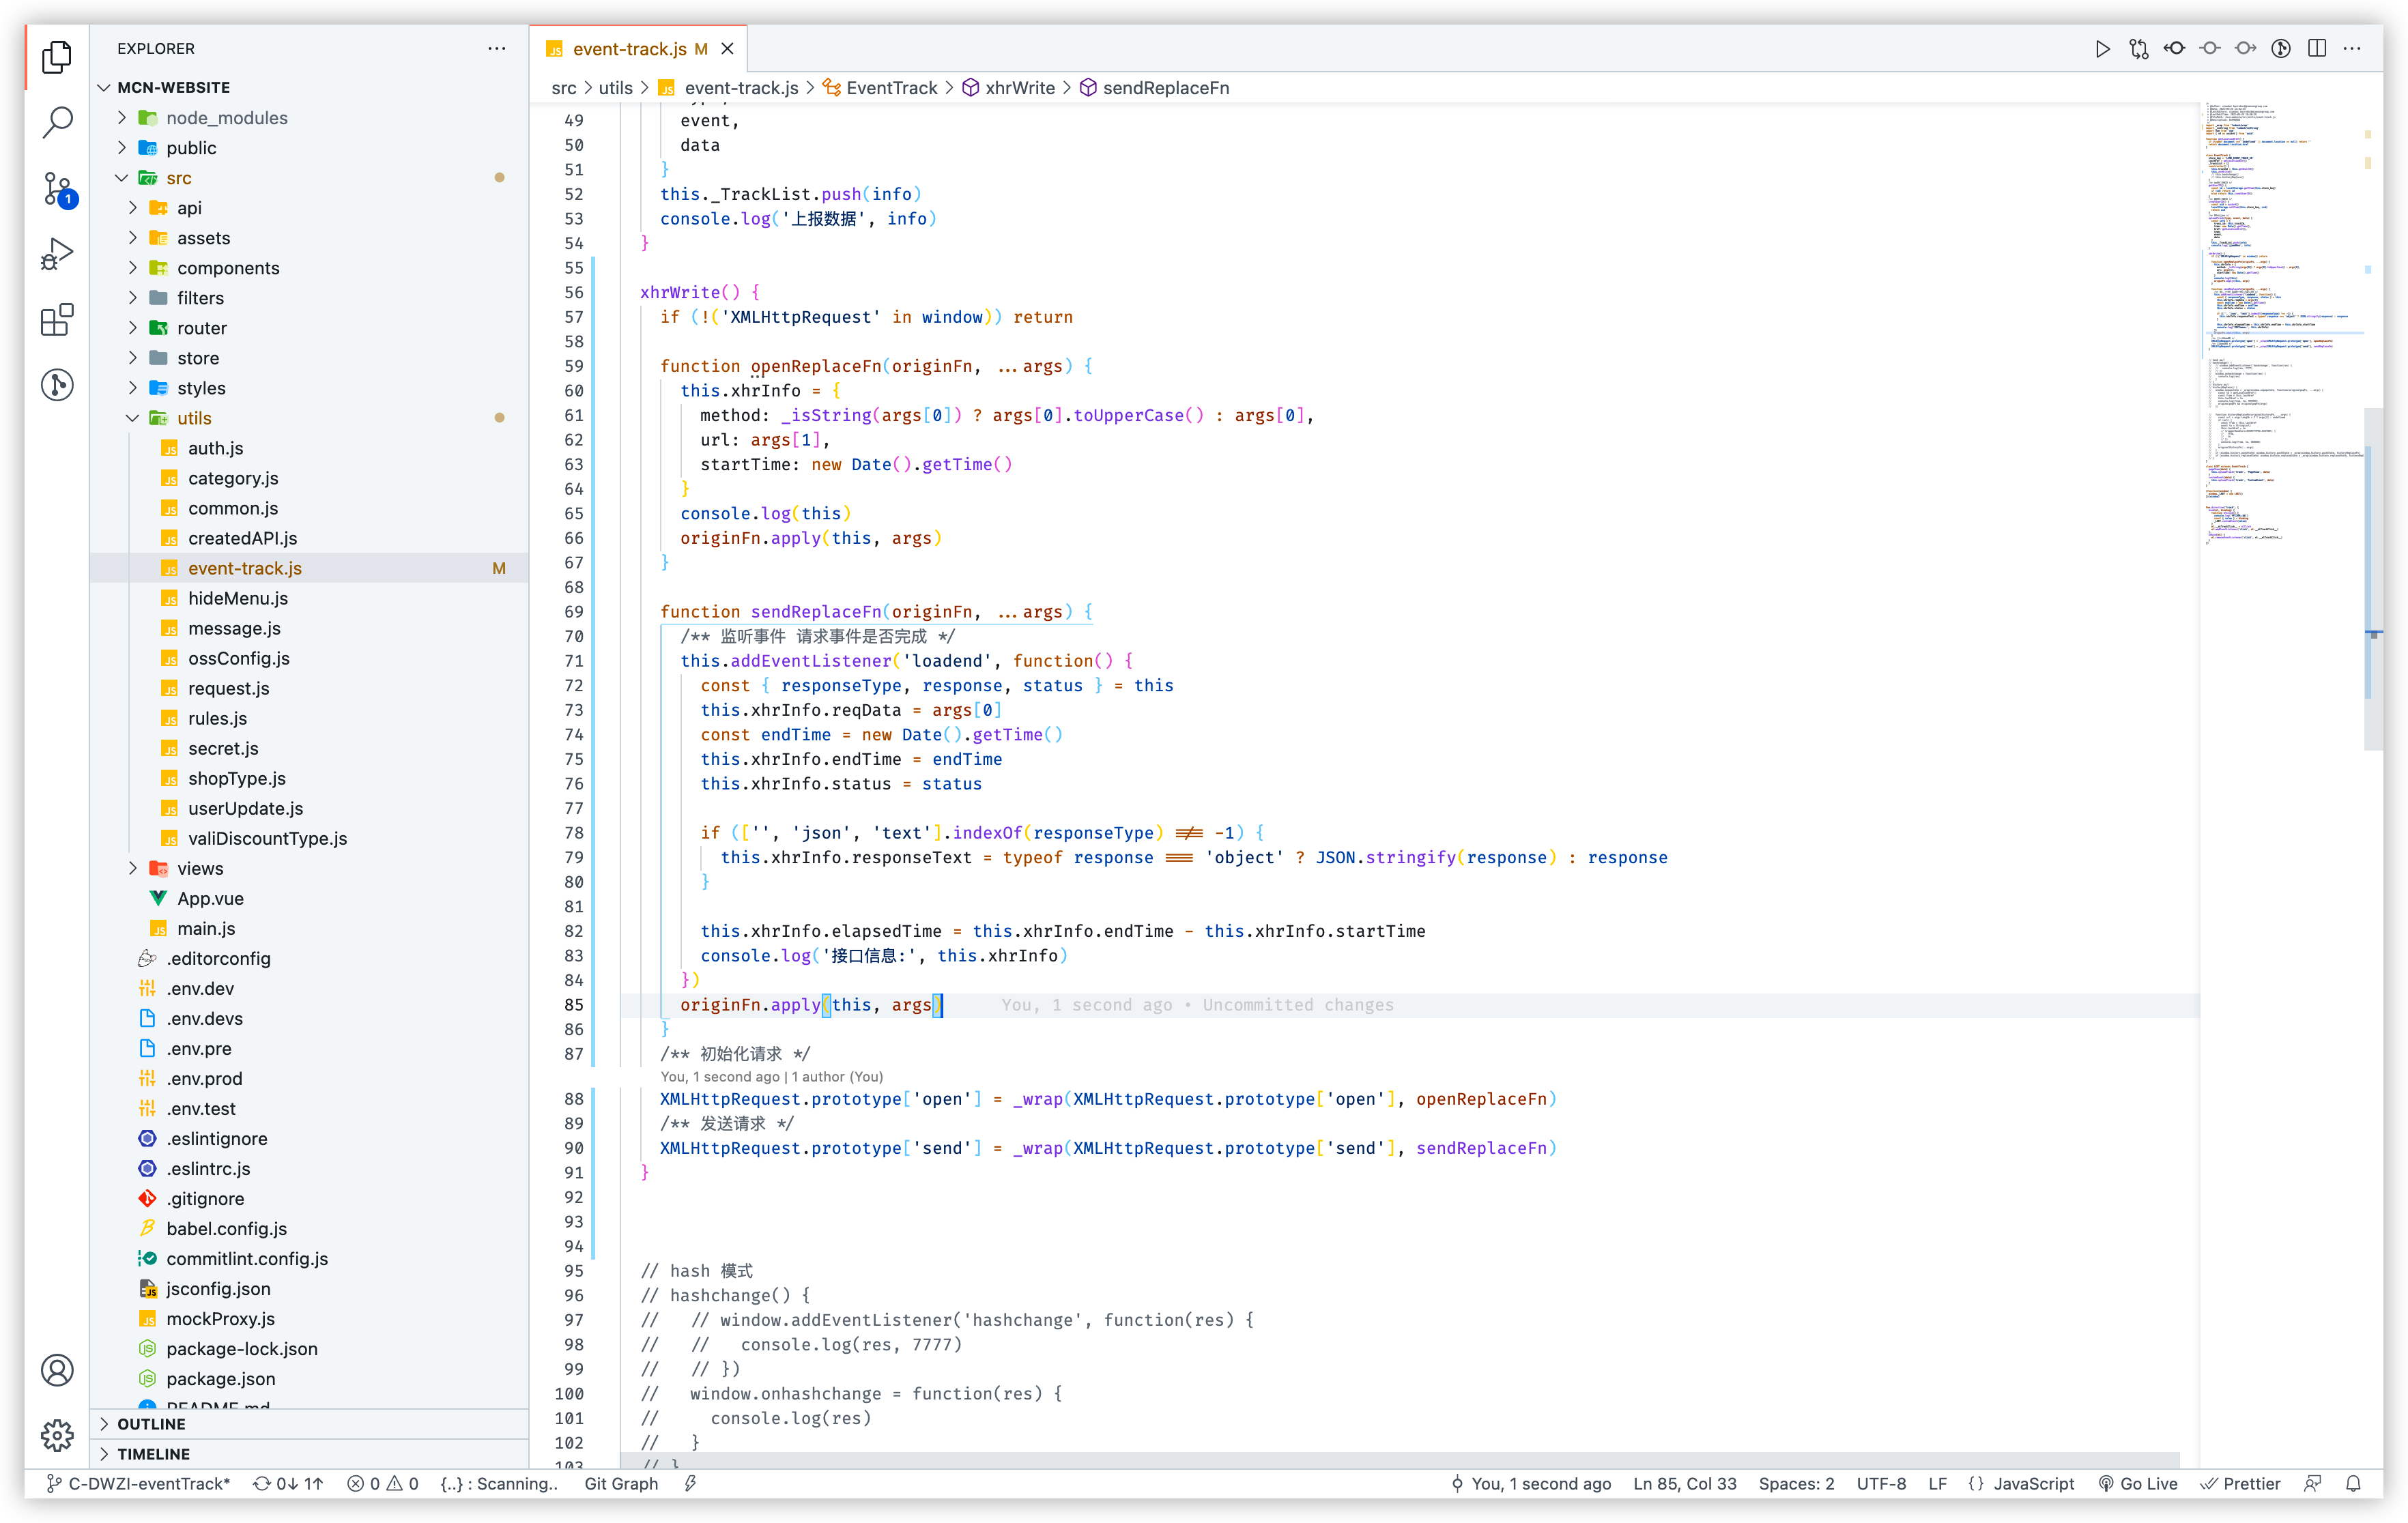 EXPLORER
MCN-WEBSITE
node_modules
public
src
api
assets
components
filters
router
store
styles
utils
auth.js
category.js
common.js
createdAPI.js
event-track.js M
hideMenu.js
message.js
ossConfig.js
request.js
rules.js
secret.js
shopType.js
userUpdate.js
valiDiscountType.js
views
App.vue
main.js
.editorconfig
.env.dev
.env.devs
.env.pre
.env.prod
.env.test
.eslintignore
.eslintrc.js
.gitignore
babel.config.js
commitlint.config.js
jsconfig.json
mockProxy.js
package-lock.json
package.json
README.md
OUTLINE
TIMELINE
1
JS event-track.js M
src > utils > JS event-track.js > EventTrack > xhrWrite > sendReplaceFn
49 event,
50 data
51 }
52 this._TrackList.push(info)
53 console.log('上报数据', info)
54 }
55
56 xhrWrite() {
57 if (!('XMLHttpRequest' in window)) return
58
59 function openReplaceFn(originFn, ...args) {
60 this.xhrInfo = {
61 method: _isString(args[0]) ? args[0].toUpperCase() : args[0],
62 url: args[1],
63 startTime: new Date().getTime()
64 }
65 console.log(this)
66 originFn.apply(this, args)
67 }
68
69 function sendReplaceFn(originFn, ...args) {
70 /** 监听事件 请求事件是否完成 */
71 this.addEventListener('loadend', function() {
72 const { responseType, response, status } = this
73 this.xhrInfo.reqData = args[0]
74 const endTime = new Date().getTime()
75 this.xhrInfo.endTime = endTime
76 this.xhrInfo.status = status
77
78 if (['', 'json', 'text'].indexOf(responseType) !== -1) {
79 this.xhrInfo.responseText = typeof response === 'object' ? JSON.stringify(response) : response
80 }
81
82 this.xhrInfo.elapsedTime = this.xhrInfo.endTime - this.xhrInfo.startTime
83 console.log('接口信息:', this.xhrInfo)
84 })
85 originFn.apply(this, args) You, 1 second ago • Uncommitted changes
86 }
87 /** 初始化请求 */
You, 1 second ago | 1 author (You)
88 XMLHttpRequest.prototype['open'] = _wrap(XMLHttpRequest.prototype['open'], openReplaceFn)
89 /** 发送请求 */
90 XMLHttpRequest.prototype['send'] = _wrap(XMLHttpRequest.prototype['send'], sendReplaceFn)
91 }
92
93
94
95 // hash 模式
96 // hashchange() {
97 // // window.addEventListener('hashchange', function(res) {
98 // // console.log(res, 7777)
99 // // })
100 // window.onhashchange = function(res) {
101 // console.log(res)
102 // }
103 // }
C-DWZI-eventTrack* 0↓ 1↑ 0 0 {..} : Scanning.. Git Graph You, 1 second ago Ln 85, Col 33 Spaces: 2 UTF-8 LF {} JavaScript Go Live Prettier